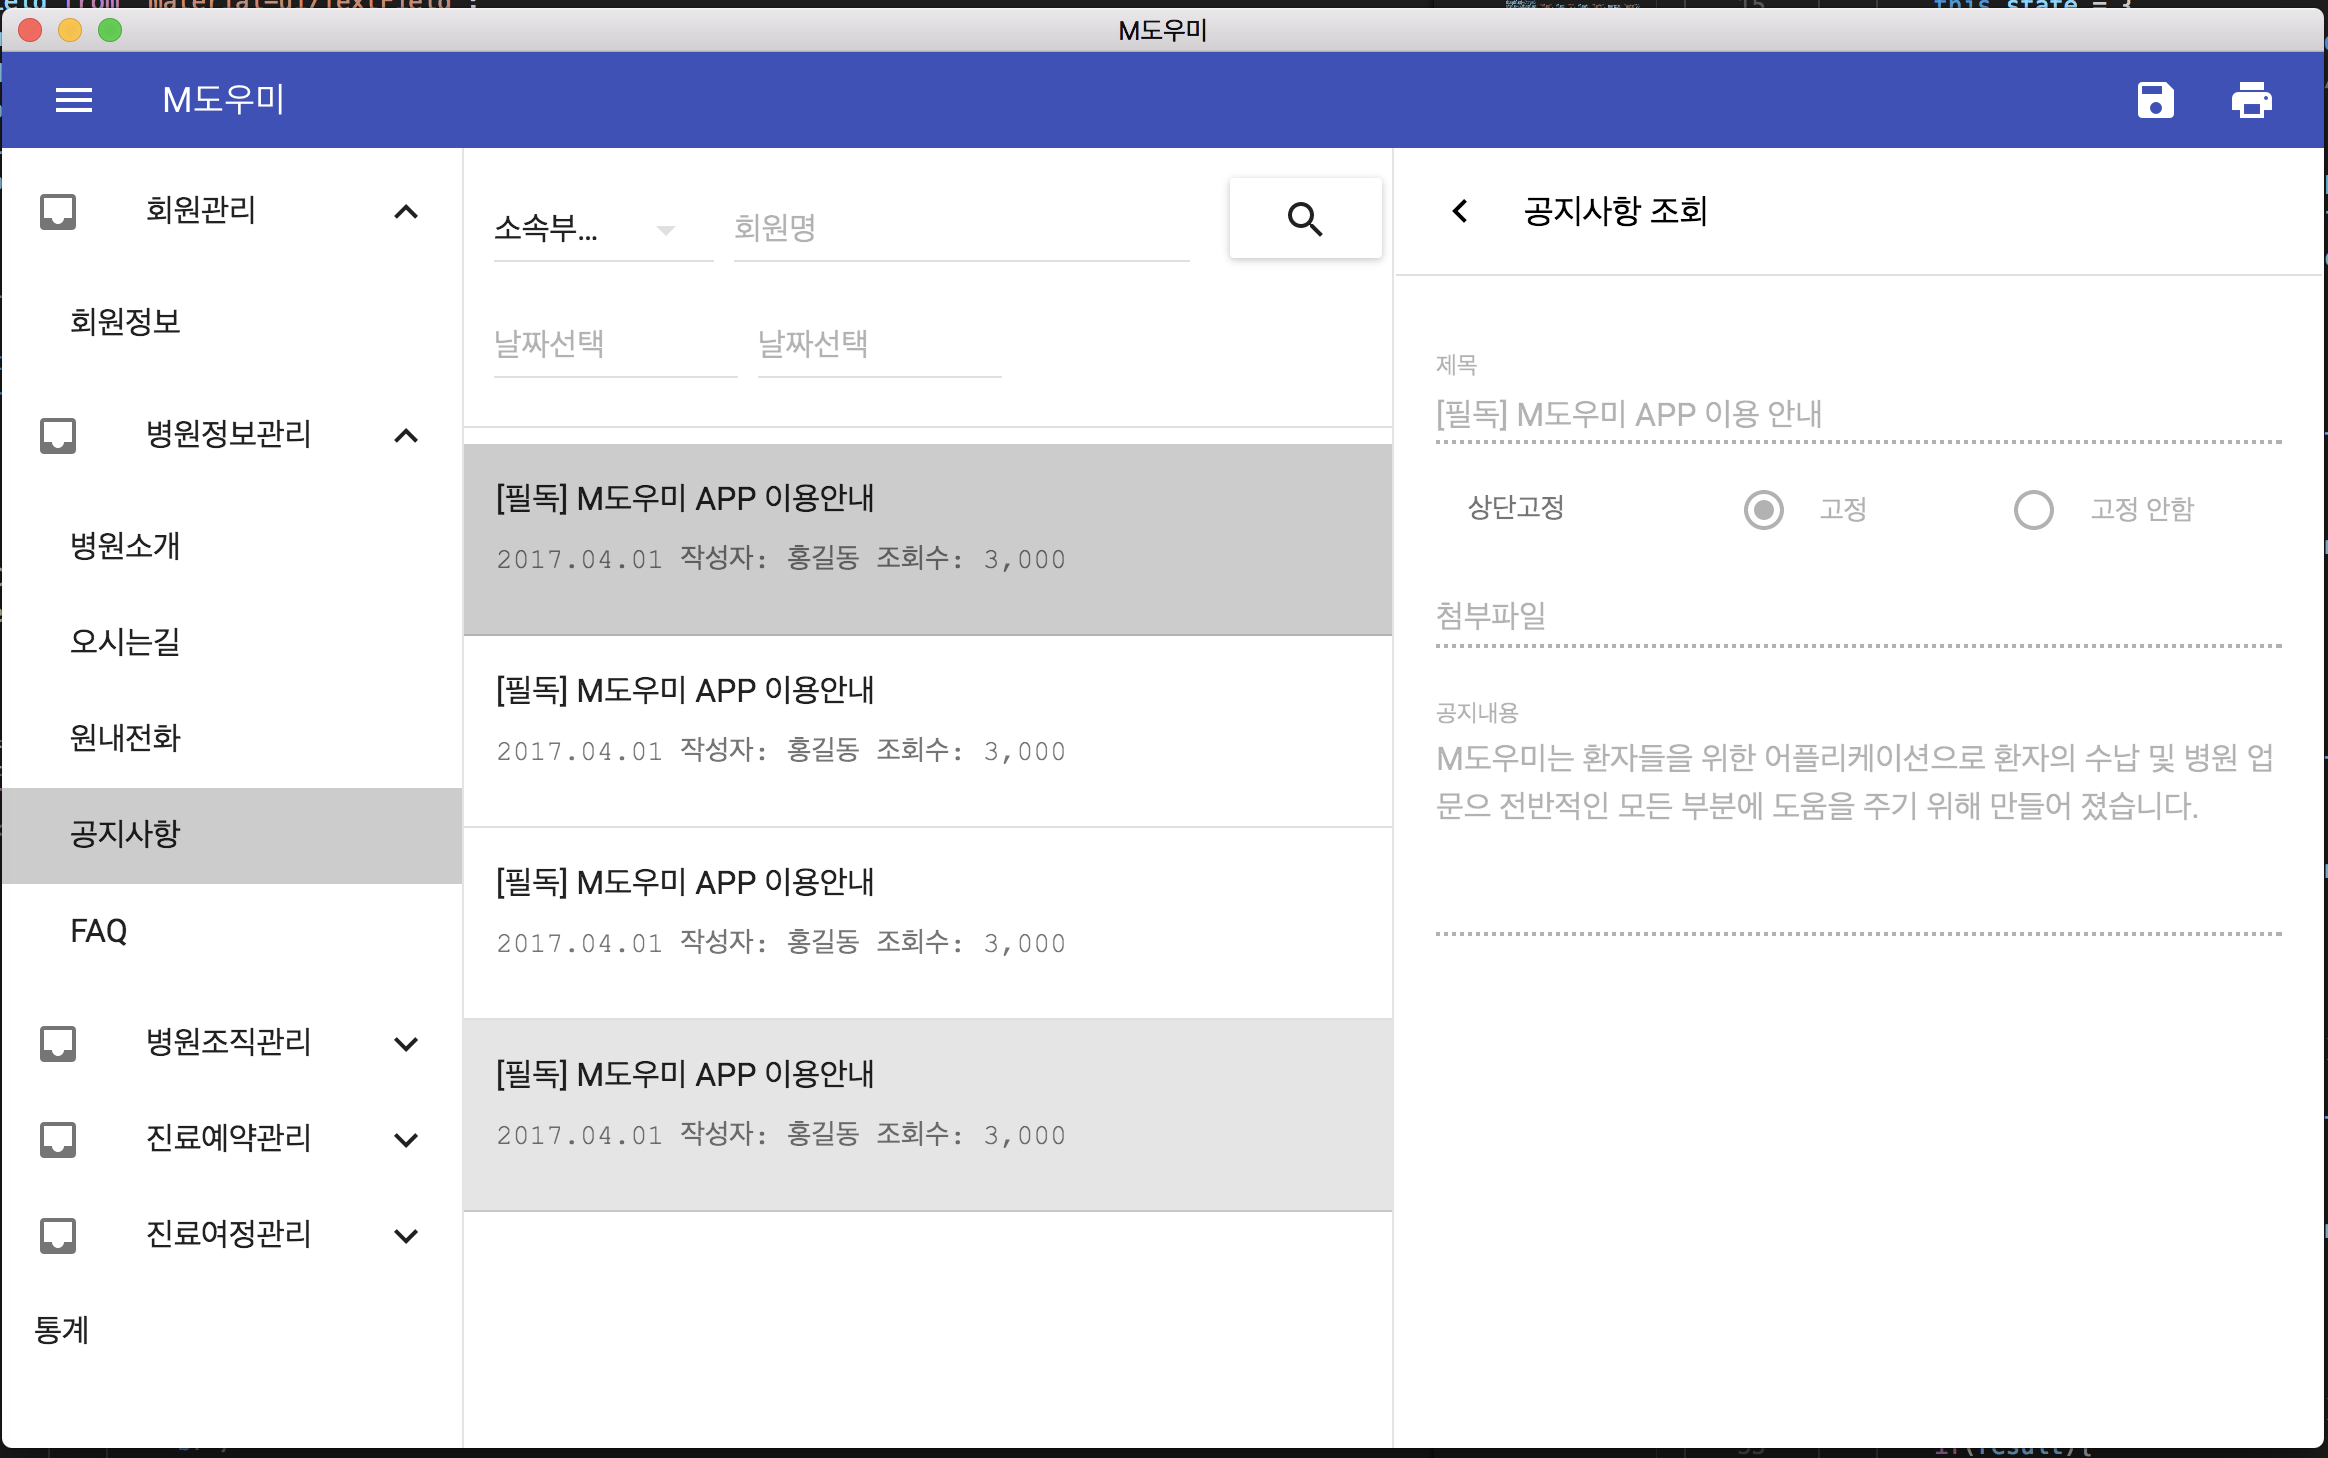 M도우미
M도우미
회원관리
회원정보
병원정보관리
병원소개
오시는길
원내전화
공지사항
FAQ
병원조직관리
진료예약관리
진료여정관리
통계
소속부...
회원명
날짜선택 날짜선택
[필독] M도우미 APP 이용안내
2017.04.01 작성자: 홍길동 조회수: 3,000
[필독] M도우미 APP 이용안내
2017.04.01 작성자: 홍길동 조회수: 3,000
[필독] M도우미 APP 이용안내
2017.04.01 작성자: 홍길동 조회수: 3,000
[필독] M도우미 APP 이용안내
2017.04.01 작성자: 홍길동 조회수: 3,000
공지사항 조회
제목
[필독] M도우미 APP 이용 안내
상단고정 고정 고정 안함
첨부파일
공지내용
M도우미는 환자들을 위한 어플리케이션으로 환자의 수납 및 병원 업
문으 전반적인 모든 부분에 도움을 주기 위해 만들어 졌습니다.